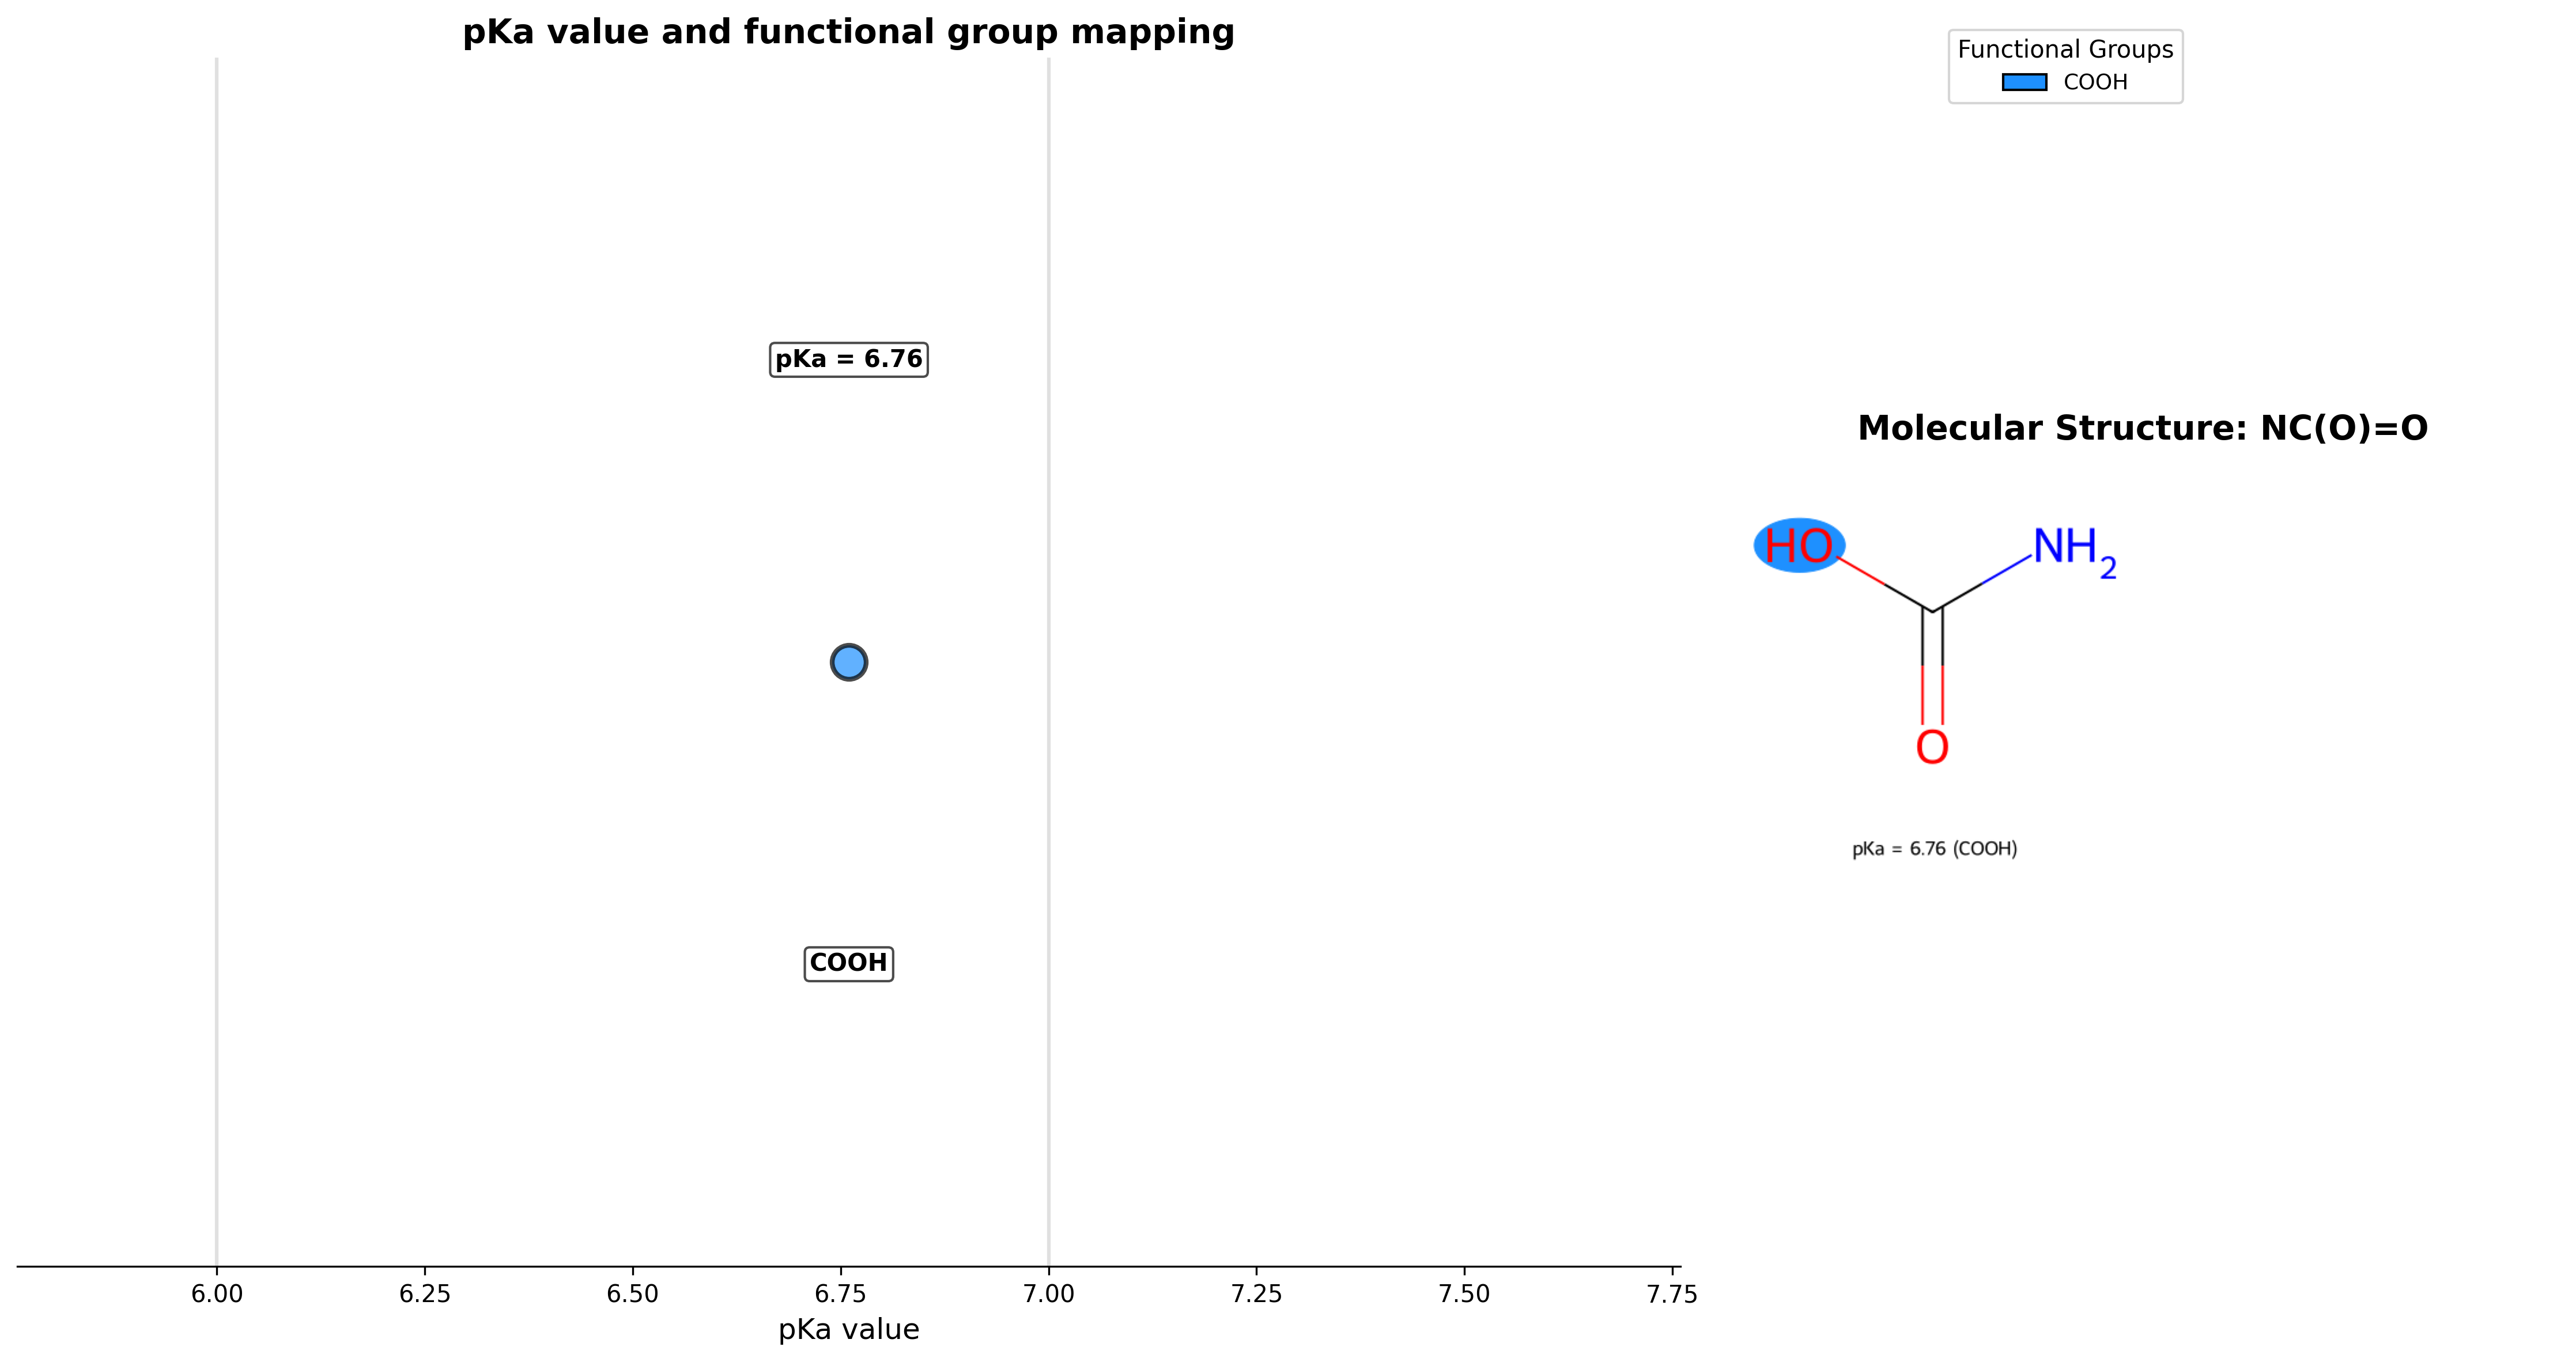 pKa value and functional group mapping
pKa = 6.76
COOH
6.00 6.25 6.50 6.75 7.00 7.25 7.50 7.75
pKa value
Functional Groups
COOH
Molecular Structure: NC(O)=O
HO NH2
O
pKa = 6.76 (COOH)